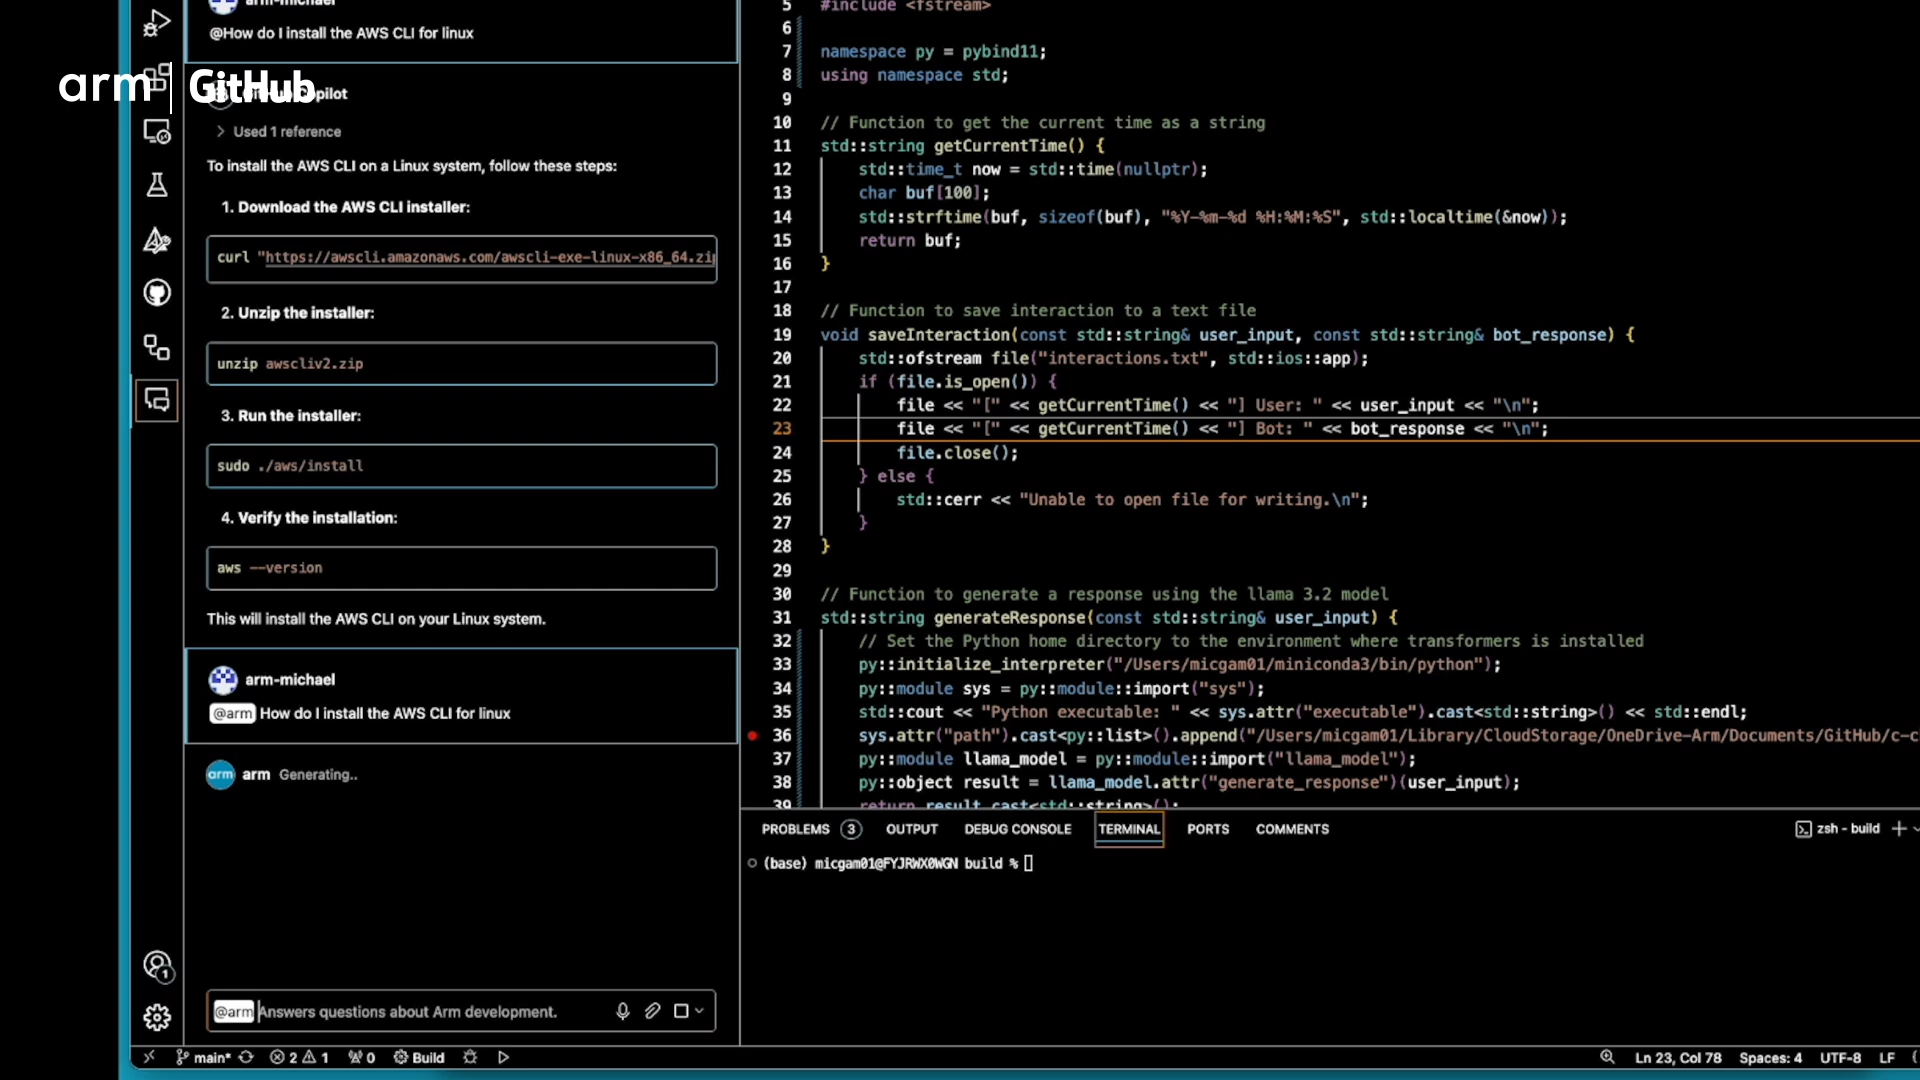 arm-michael
@How do I install the AWS CLI for linux
arm | GitHub
Used 1 reference
To install the AWS CLI on a Linux system, follow these steps:
1. Download the AWS CLI installer:
curl "https://awscli.amazonaws.com/awscli-exe-linux-x86_64.zip
2. Unzip the installer:
unzip awscliv2.zip
3. Run the installer:
sudo ./aws/install
4. Verify the installation:
aws --version
This will install the AWS CLI on your Linux system.
arm-michael
@arm How do I install the AWS CLI for linux
arm arm Generating..
@arm Answers questions about Arm development.
5 #include <fstream>
6
7 namespace py = pybind11;
8 using namespace std;
9
10 // Function to get the current time as a string
11 std::string getCurrentTime() {
12 std::time_t now = std::time(nullptr);
13 char buf[100];
14 std::strftime(buf, sizeof(buf), "%Y-%m-%d %H:%M:%S", std::localtime(&now));
15 return buf;
16 }
17
18 // Function to save interaction to a text file
19 void saveInteraction(const std::string& user_input, const std::string& bot_response) {
20 std::ofstream file("interactions.txt", std::ios::app);
21 if (file.is_open()) {
22 file << "[" << getCurrentTime() << "] User: " << user_input << "\n";
23 file << "[" << getCurrentTime() << "] Bot: " << bot_response << "\n";
24 file.close();
25 } else {
26 std::cerr << "Unable to open file for writing.\n";
27 }
28 }
29
30 // Function to generate a response using the llama 3.2 model
31 std::string generateResponse(const std::string& user_input) {
32 // Set the Python home directory to the environment where transformers is installed
33 py::initialize_interpreter("/Users/micgam01/miniconda3/bin/python");
34 py::module sys = py::module::import("sys");
35 std::cout << "Python executable: " << sys.attr("executable").cast<std::string>() << std::endl;
36 sys.attr("path").cast<py::list>().append("/Users/micgam01/Library/CloudStorage/OneDrive-Arm/Documents/GitHub/c-c
37 py::module llama_model = py::module::import("llama_model");
38 py::object result = llama_model.attr("generate_response")(user_input);
39 return result.cast<std::string>();
PROBLEMS 3 OUTPUT DEBUG CONSOLE TERMINAL PORTS COMMENTS zsh - build
(base) micgam01@FYJRWX0WGN build %
1
main* 2 1 0 Build Ln 23, Col 78 Spaces: 4 UTF-8 LF {